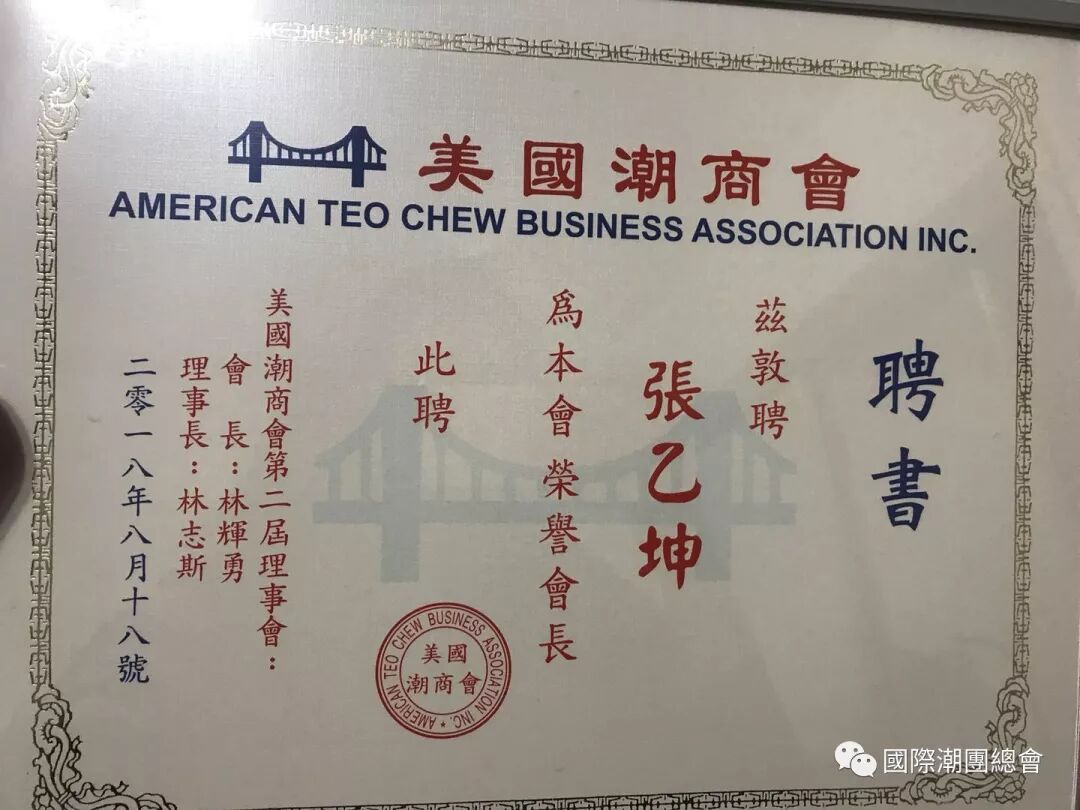 美國潮商會
AMERICAN TEO CHEW BUSINESS ASSOCIATION INC.
聘書
茲敦聘
張乙坤
為本會榮譽會長
此聘
美國潮商會第二屆理事會：
會長：林輝勇
理事長：林志斯
二零一八年八月十八號
AMERICAN TEO CHEW BUSINESS ASSOCIATION INC. *
美國
潮商會
國際潮團總會